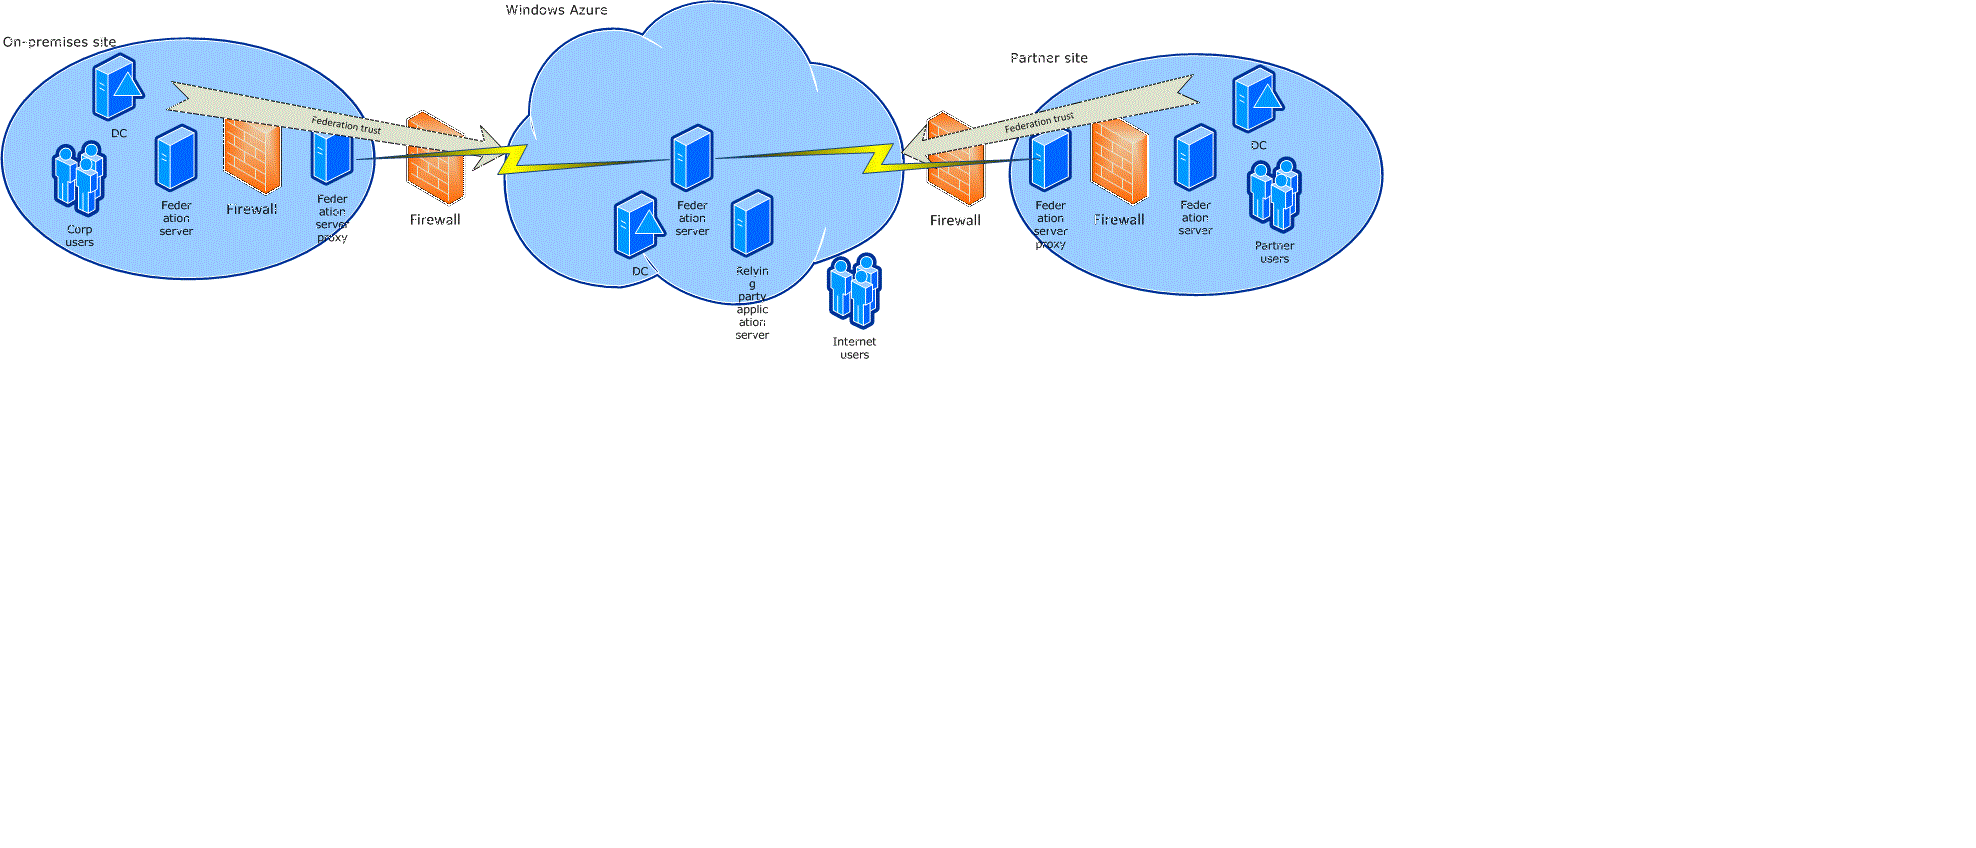 Windows Azure
On-premises site
Partner site
DC
Federation trust
Federation trust
DC
Corp
users
Feder
ation
server
Firewall
Feder
ation
server
proxy
Firewall
Feder
ation
server
DC
Relyin
g
party
applic
ation
server
Internet
users
Firewall
Feder
ation
server
proxy
Firewall
Feder
ation
server
Partner
users